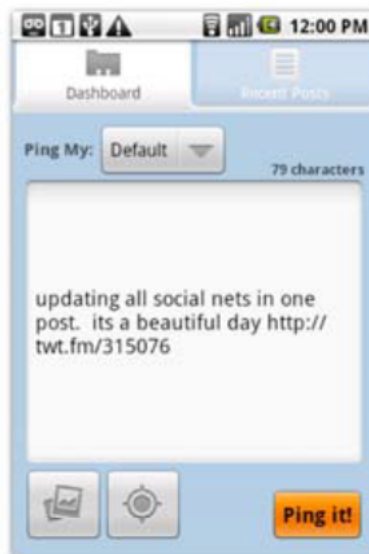 1 12:00 PM
Dashboard Recent Posts
Ping My: Default
79 characters
updating all social nets in one
post. its a beautiful day http://
twt.fm/315076
Ping it!